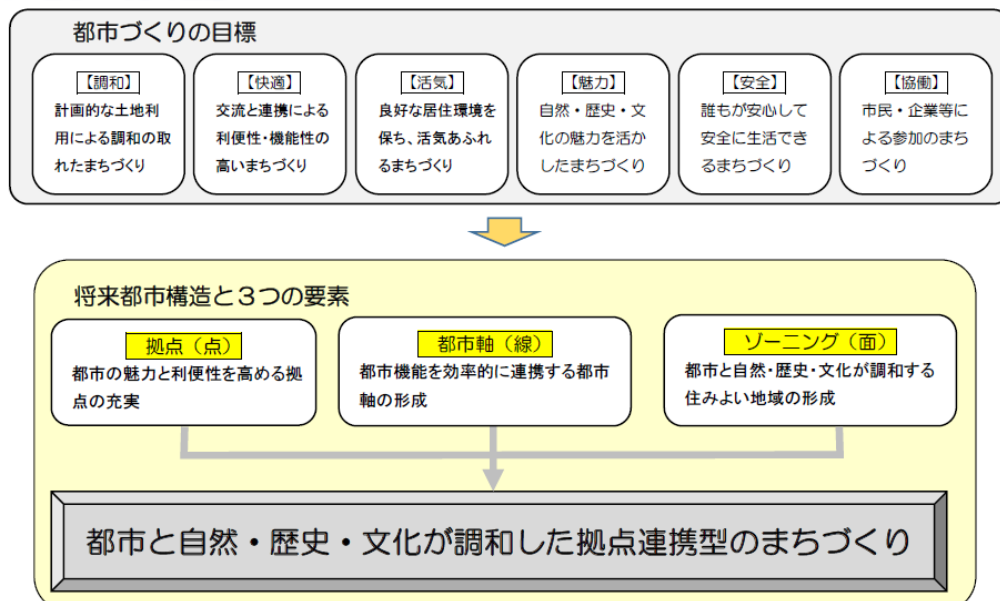 都市づくりの目標
【調和】
計画的な土地利
用による調和の取
れたまちづくり
【快適】
交流と連携による
利便性・機能性の
高いまちづくり
【活気】
良好な居住環境を
保ち、活気あふれ
るまちづくり
【魅力】
自然・歴史・文
化の魅力を活か
したまちづくり
【安全】
誰もが安心して
安全に生活でき
るまちづくり
【協働】
市民・企業等に
よる参加のまち
づくり
将来都市構造と3つの要素
拠点（点）
都市の魅力と利便性を高める拠
点の充実
都市軸（線）
都市機能を効率的に連携する都市
軸の形成
ゾーニング（面）
都市と自然・歴史・文化が調和する
住みよい地域の形成
都市と自然・歴史・文化が調和した拠点連携型のまちづくり